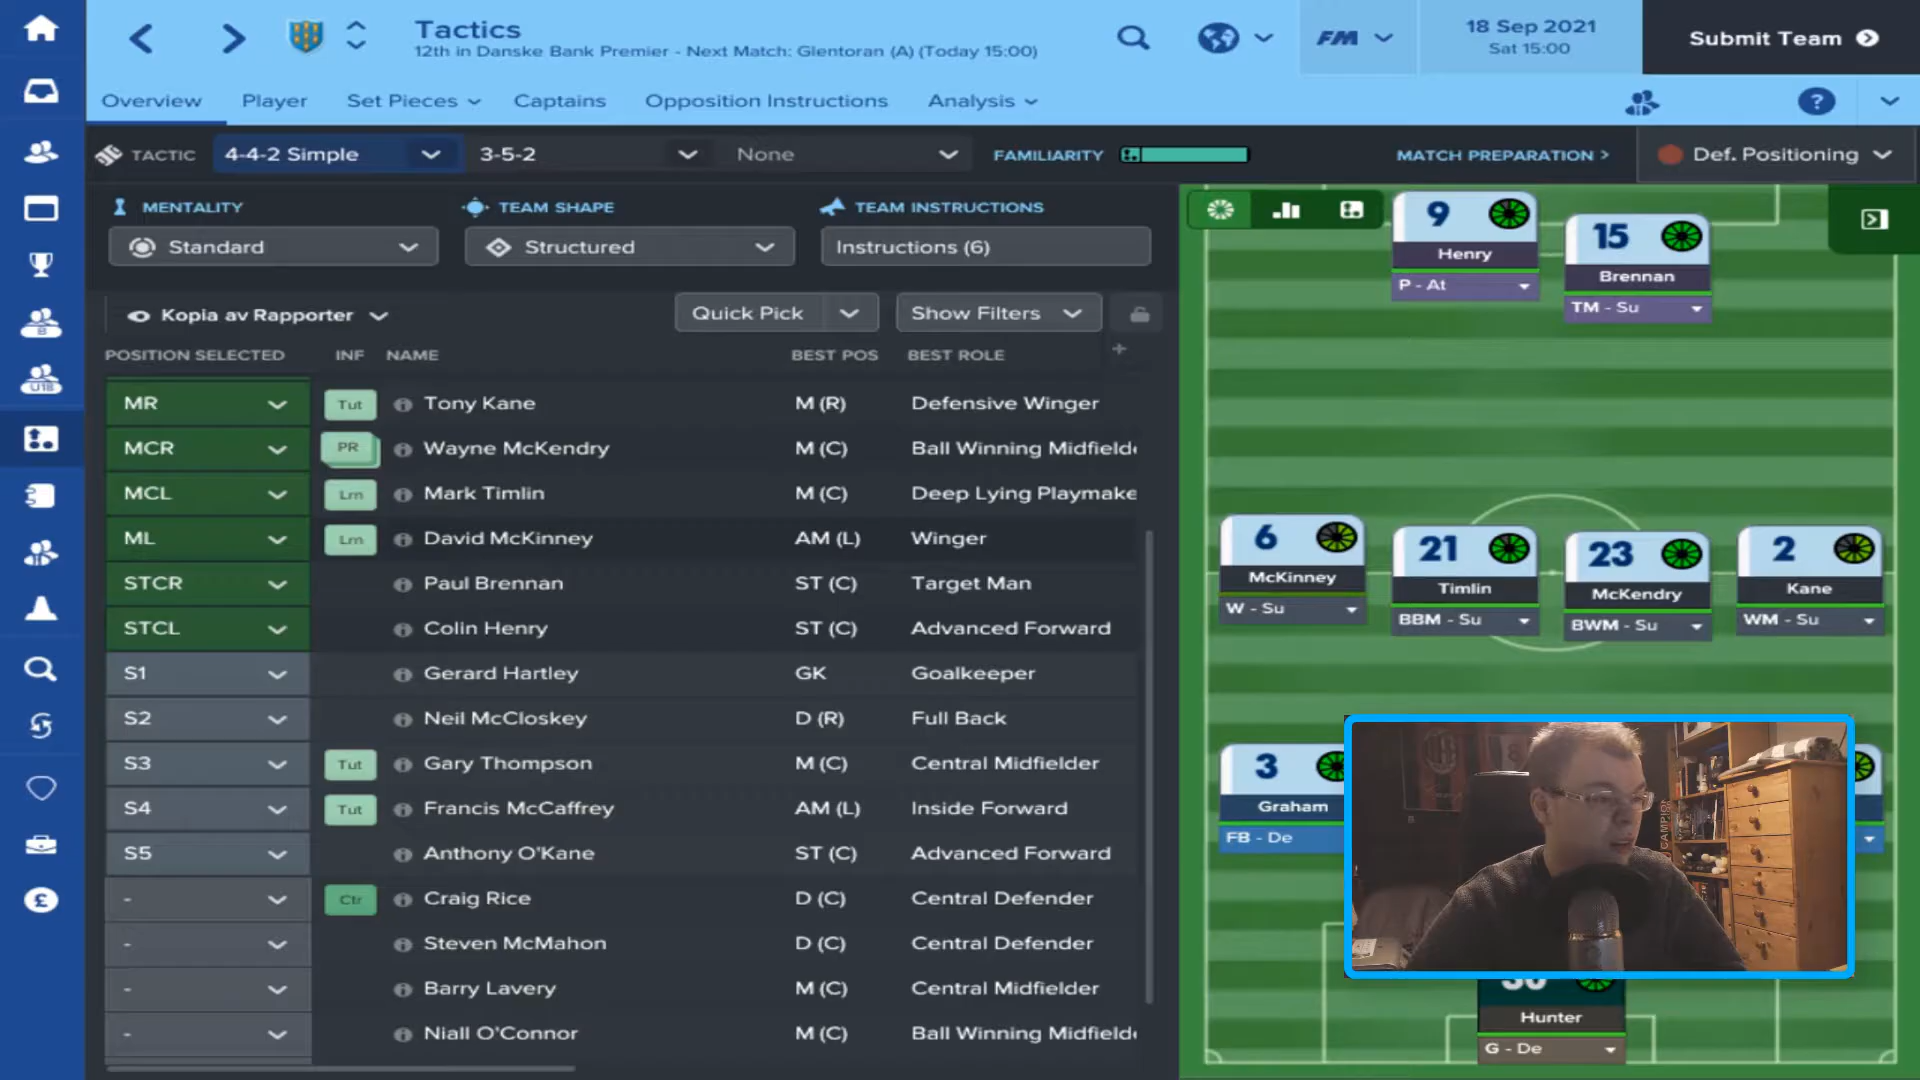 Tactics
12th in Danske Bank Premier - Next Match: Glentoran (A) (Today 15:00)
FM
18 Sep 2021
Sat 15:00
Submit Team
Overview
Player
Set Pieces
Captains
Opposition Instructions
Analysis
?
TACTIC
4-4-2 Simple
3-5-2
None
FAMILIARITY
MATCH PREPARATION >
Def. Positioning
MENTALITY
TEAM SHAPE
TEAM INSTRUCTIONS
Standard
Structured
Instructions (6)
Kopia av Rapporter
Quick Pick
Show Filters
POSITION SELECTED INF NAME BEST POS BEST ROLE
MR Tut Tony Kane M (R) Defensive Winger
MCR PR Wayne McKendry M (C) Ball Winning Midfielde
MCL Lrn Mark Timlin M (C) Deep Lying Playmake
ML Lrn David McKinney AM (L) Winger
STCR Paul Brennan ST (C) Target Man
STCL Colin Henry ST (C) Advanced Forward
S1 Gerard Hartley GK Goalkeeper
S2 Neil McCloskey D (R) Full Back
S3 Tut Gary Thompson M (C) Central Midfielder
S4 Tut Francis McCaffrey AM (L) Inside Forward
S5 Anthony O'Kane ST (C) Advanced Forward
- Ctr Craig Rice D (C) Central Defender
- Steven McMahon D (C) Central Defender
- Barry Lavery M (C) Central Midfielder
- Niall O'Connor M (C) Ball Winning Midfielde
B
U18
£
9
Henry
P - At
15
Brennan
TM - Su
6
McKinney
W - Su
21
Timlin
BBM - Su
23
McKendry
BWM - Su
2
Kane
WM - Su
3
Graham
FB - De
CAMPION
30
Hunter
G - De